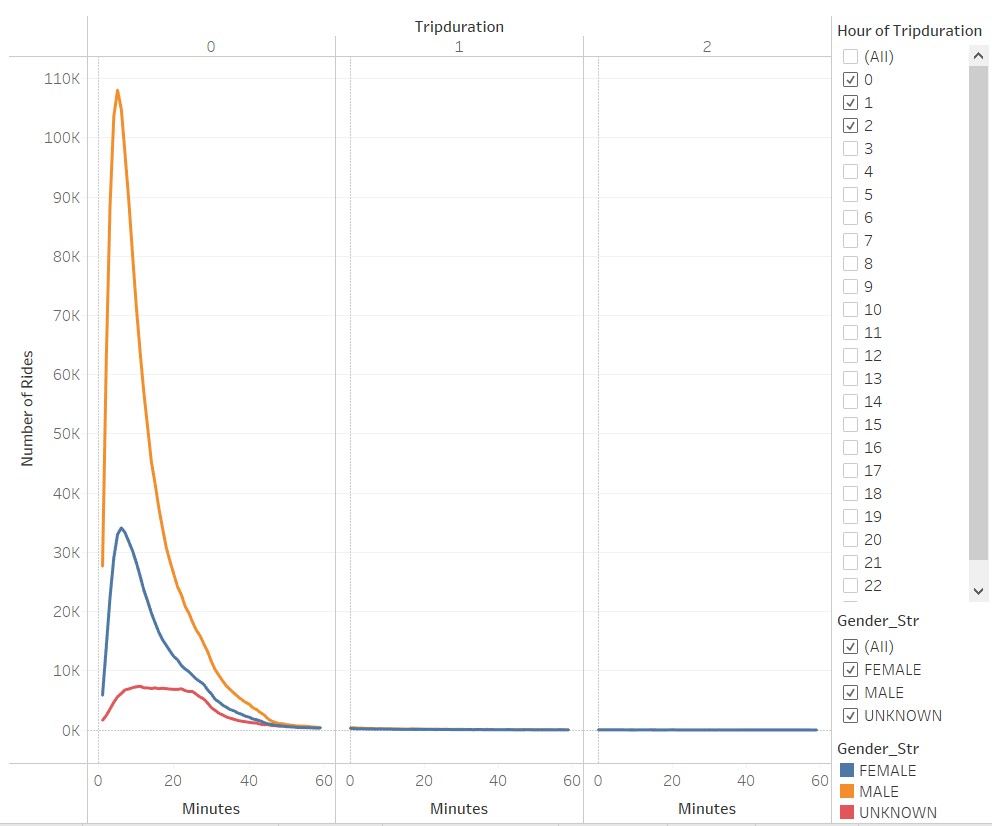 Tripduration
0 1 2
110K
100K
90K
80K
70K
60K
50K
40K
30K
20K
10K
0K
Number of Rides
0 20 40 60 0 20 40 60 0 20 40 60
Minutes Minutes Minutes
Hour of Tripduration
(All)
0
1
2
3
4
5
6
7
8
9
10
11
12
13
14
15
16
17
18
19
20
21
22
Gender_Str
(All)
FEMALE
MALE
UNKNOWN
Gender_Str
FEMALE
MALE
UNKNOWN